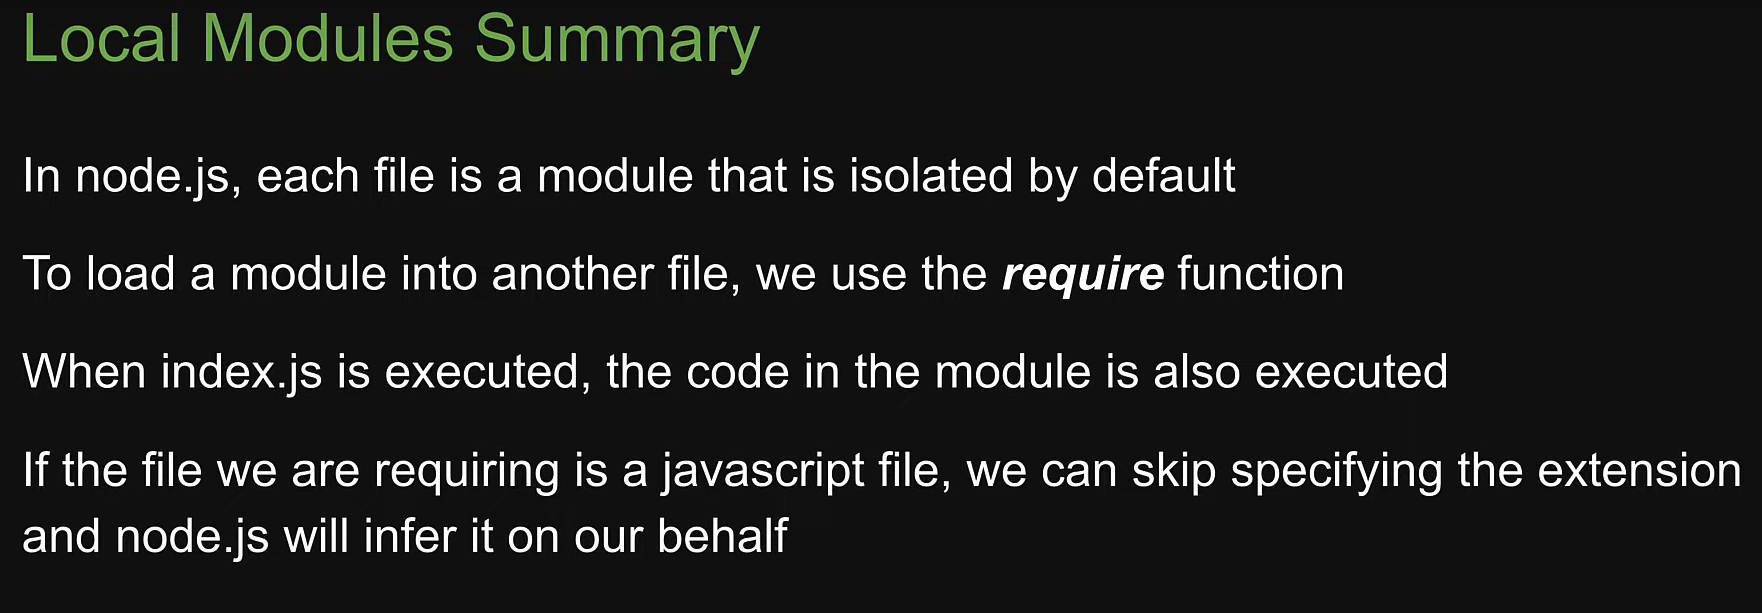 Local Modules Summary
In node.js, each file is a module that is isolated by default
To load a module into another file, we use the require function
When index.js is executed, the code in the module is also executed
If the file we are requiring is a javascript file, we can skip specifying the extension
and node.js will infer it on our behalf